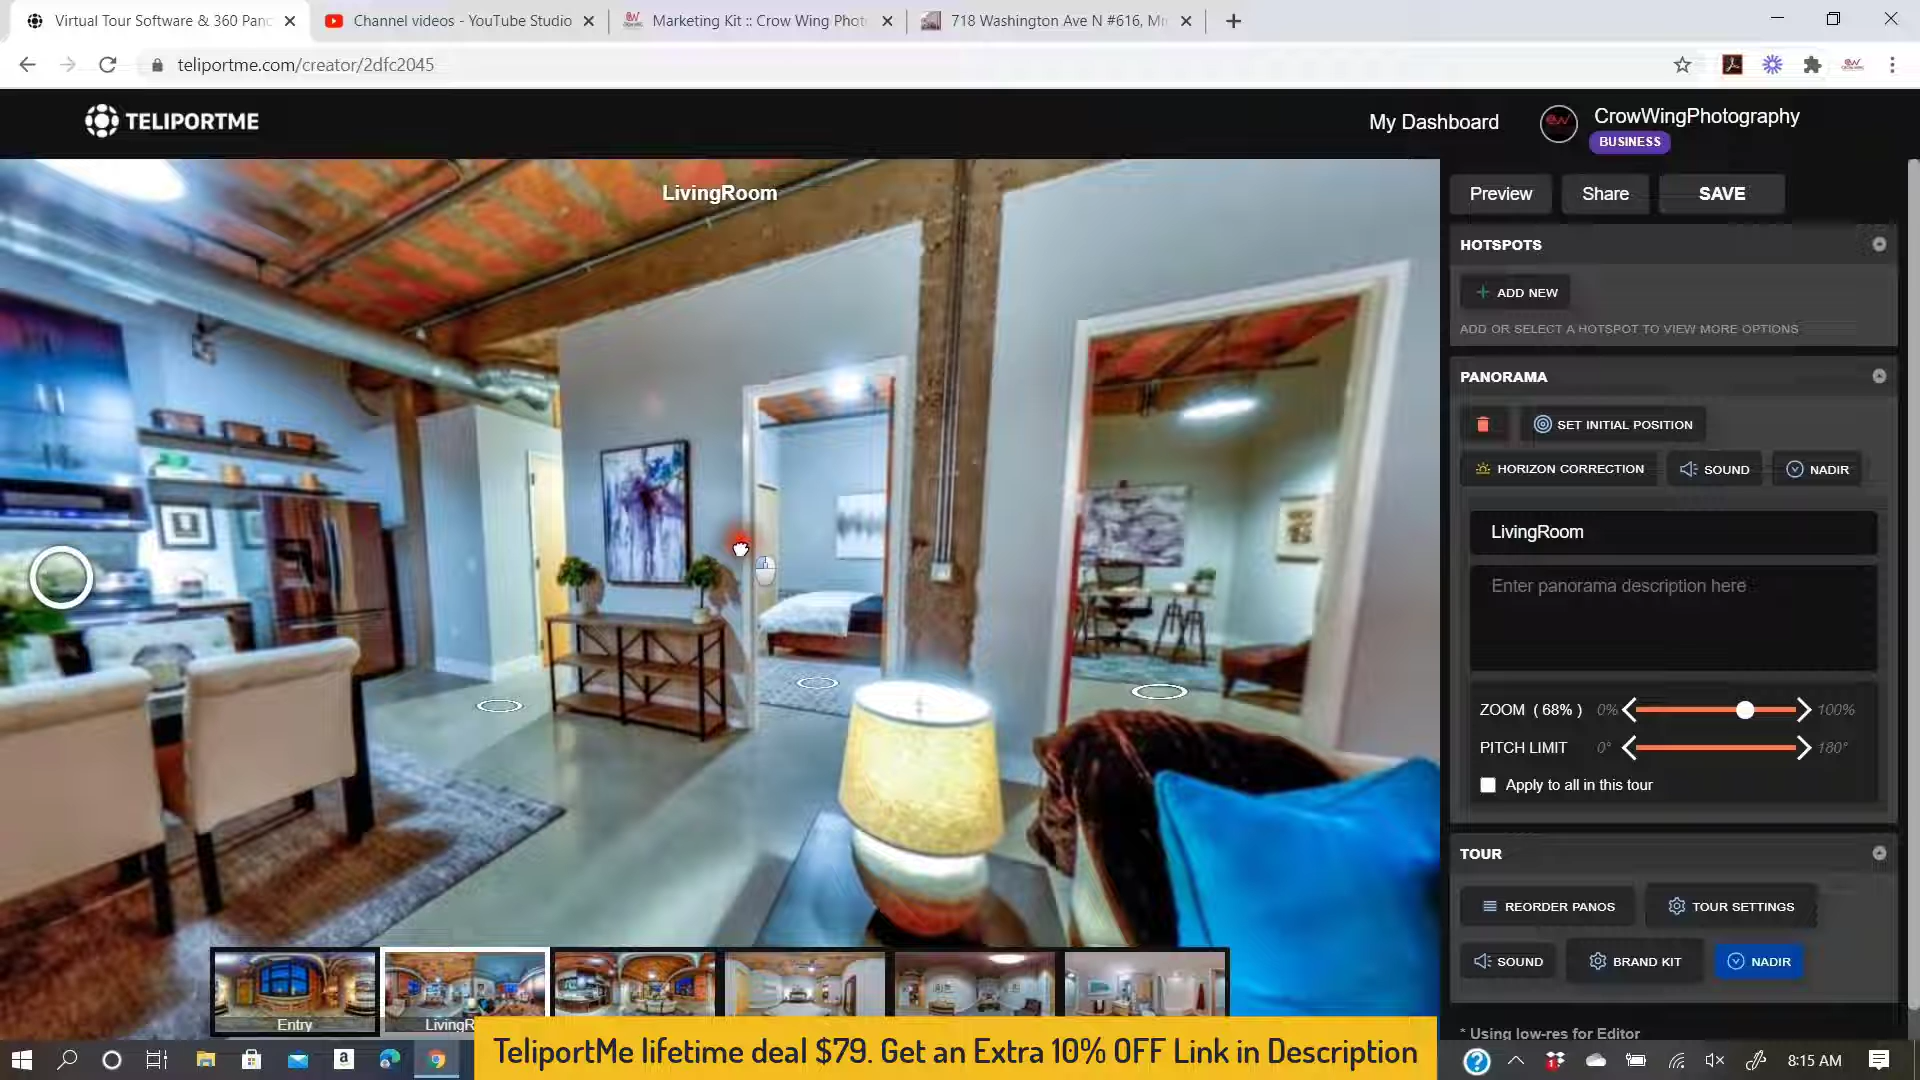 Virtual Tour Software & 360 Pan
Channel videos - YouTube Studio
Marketing Kit :: Crow Wing Phot
718 Washington Ave N #616, M
teliportme.com/creator/2dfc2045
TELIPORTME
My Dashboard
CrowWingPhotography
BUSINESS
LivingRoom
Preview
Share
SAVE
HOTSPOTS
+ ADD NEW
ADD OR SELECT A HOTSPOT TO VIEW MORE OPTIONS
PANORAMA
SET INITIAL POSITION
HORIZON CORRECTION
SOUND
NADIR
LivingRoom
Enter panorama description here
ZOOM ( 68% ) 0% 100%
PITCH LIMIT 0° 180°
Apply to all in this tour
TOUR
REORDER PANOS
TOUR SETTINGS
SOUND
BRAND KIT
NADIR
* Using low-res for Editor
Entry
LivingR
TeliportMe lifetime deal $79. Get an Extra 10% OFF Link in Description
8:15 AM